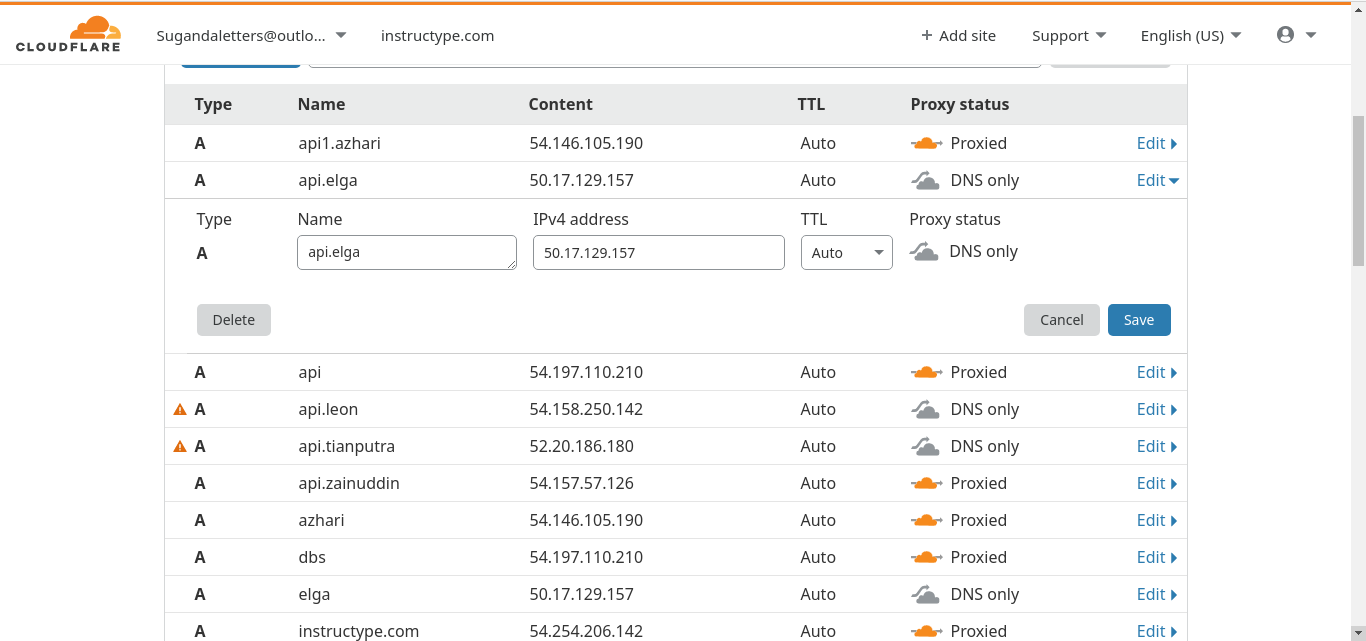 CLOUDFLARE Sugandaletters@outlo... instructype.com + Add site Support English (US)
Type Name Content TTL Proxy status
A api1.azhari 54.146.105.190 Auto Proxied Edit
A api.elga 50.17.129.157 Auto DNS only Edit
Type Name IPv4 address TTL Proxy status
A api.elga 50.17.129.157 Auto DNS only
Delete Cancel Save
A api 54.197.110.210 Auto Proxied Edit
A api.leon 54.158.250.142 Auto DNS only Edit
A api.tianputra 52.20.186.180 Auto DNS only Edit
A api.zainuddin 54.157.57.126 Auto Proxied Edit
A azhari 54.146.105.190 Auto Proxied Edit
A dbs 54.197.110.210 Auto Proxied Edit
A elga 50.17.129.157 Auto DNS only Edit
A instructype.com 54.254.206.142 Auto Proxied Edit